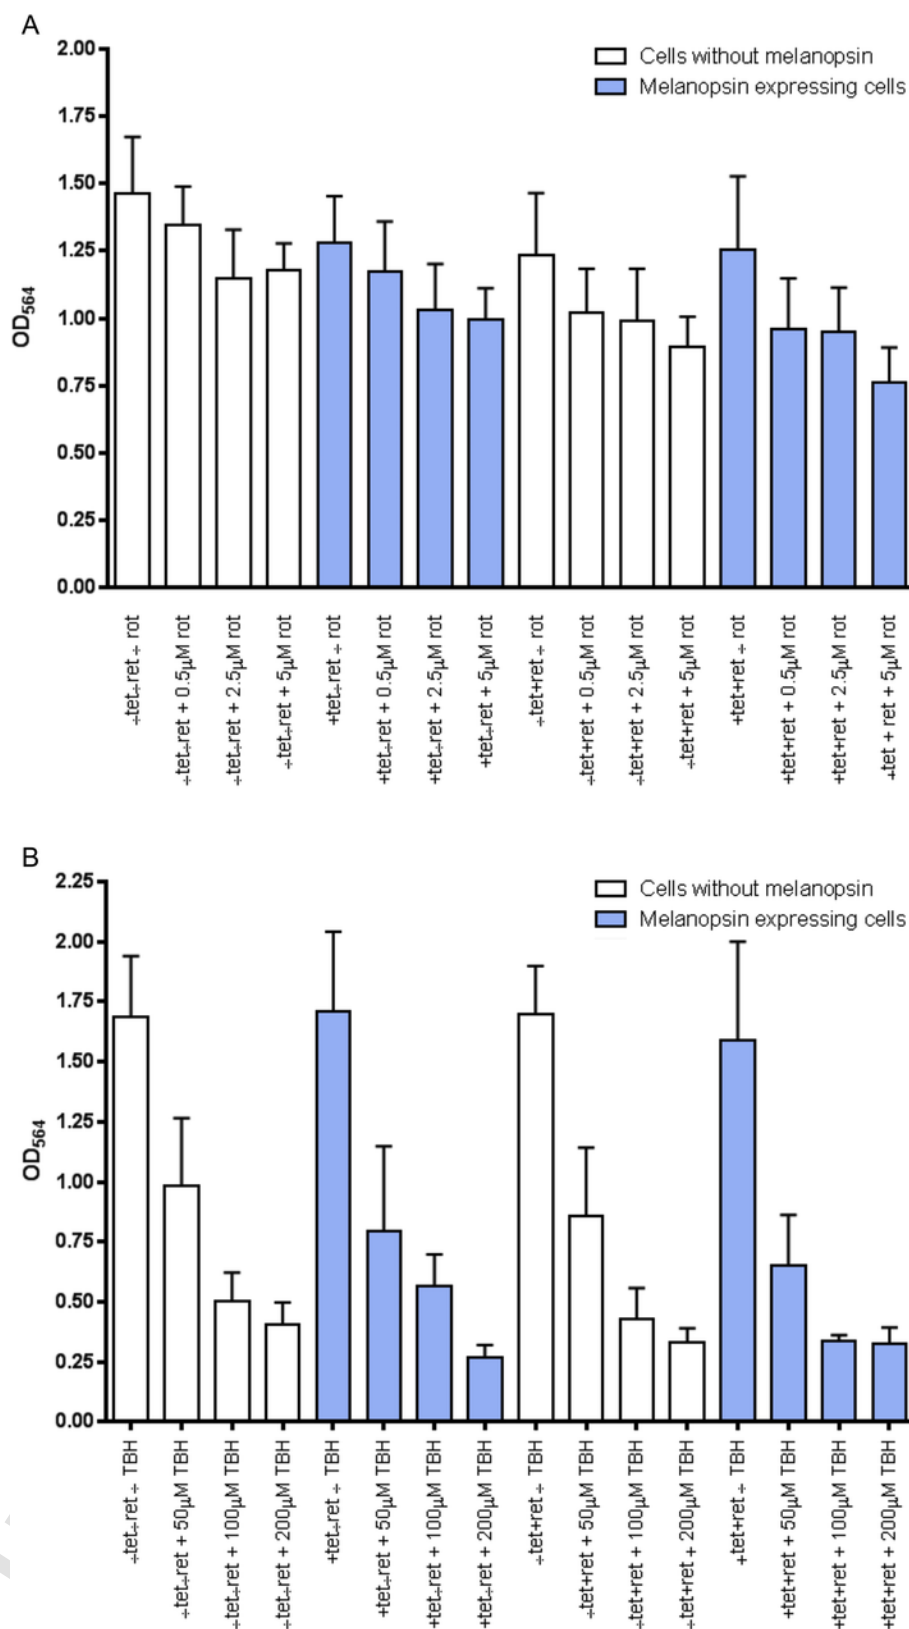 A
2.00
1.75
1.50
1.25
1.00
0.75
0.50
0.25
0.00
OD564
Cells without melanopsin
Melanopsin expressing cells
÷tet÷ret ÷ rot
÷tet÷ret + 0.5µM rot
÷tet÷ret + 2.5µM rot
÷tet÷ret + 5µM rot
+tet÷ret ÷ rot
+tet÷ret + 0.5µM rot
+tet÷ret + 2.5µM rot
+tet÷ret + 5µM rot
÷tet+ret ÷ rot
÷tet+ret + 0.5µM rot
÷tet+ret + 2.5µM rot
÷tet+ret + 5µM rot
+tet+ret ÷ rot
+tet+ret + 0.5µM rot
+tet+ret + 2.5µM rot
+tet + ret + 5µM rot
B
2.25
2.00
1.75
1.50
1.25
1.00
0.75
0.50
0.25
0.00
OD564
Cells without melanopsin
Melanopsin expressing cells
÷tet÷ret ÷ TBH
÷tet÷ret + 50µM TBH
÷tet÷ret + 100µM TBH
÷tet÷ret + 200µM TBH
+tet÷ret ÷ TBH
+tet÷ret + 50µM TBH
+tet÷ret + 100µM TBH
+tet÷ret + 200µM TBH
÷tet+ret ÷ TBH
÷tet+ret + 50µM TBH
÷tet+ret + 100µM TBH
÷tet+ret + 200µM TBH
+tet+ret ÷ TBH
+tet+ret + 50µM TBH
+tet+ret + 100µM TBH
+tet+ret + 200µM TBH